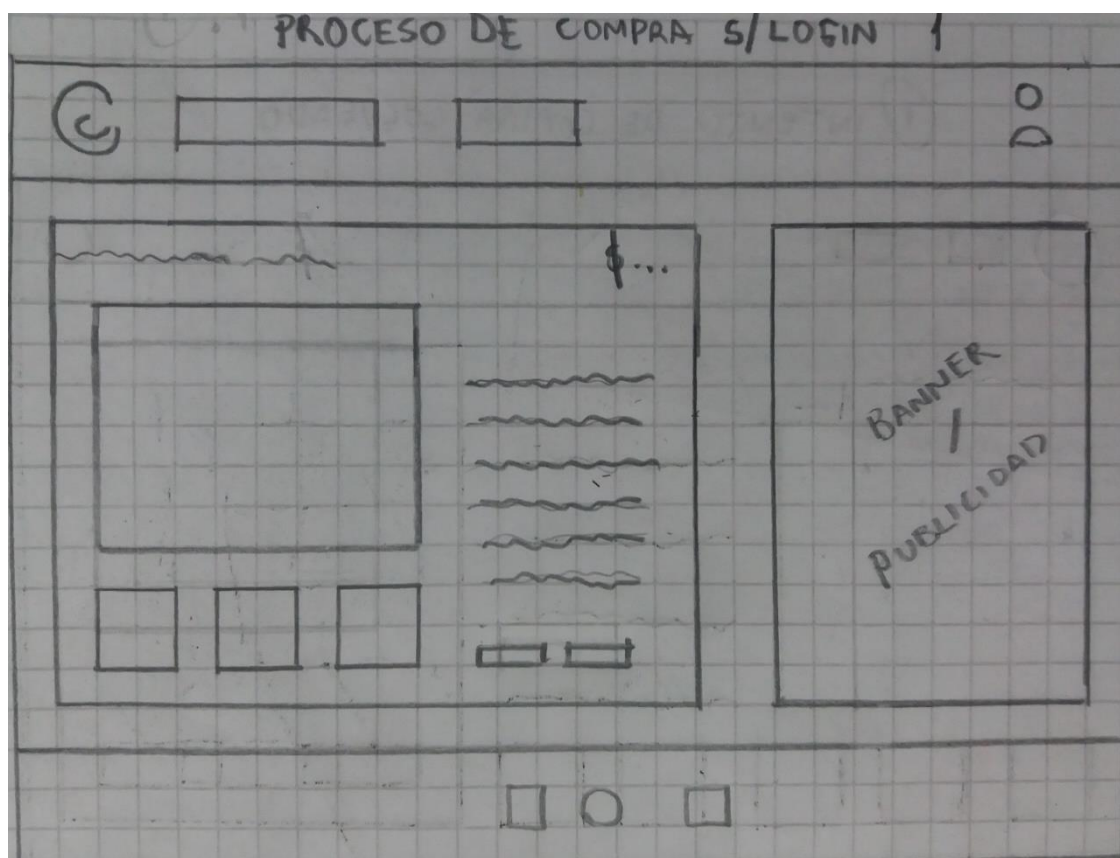 PROCESO DE COMPRA S/LOGIN 1
$...
BANNER
/
PUBLICIDAD